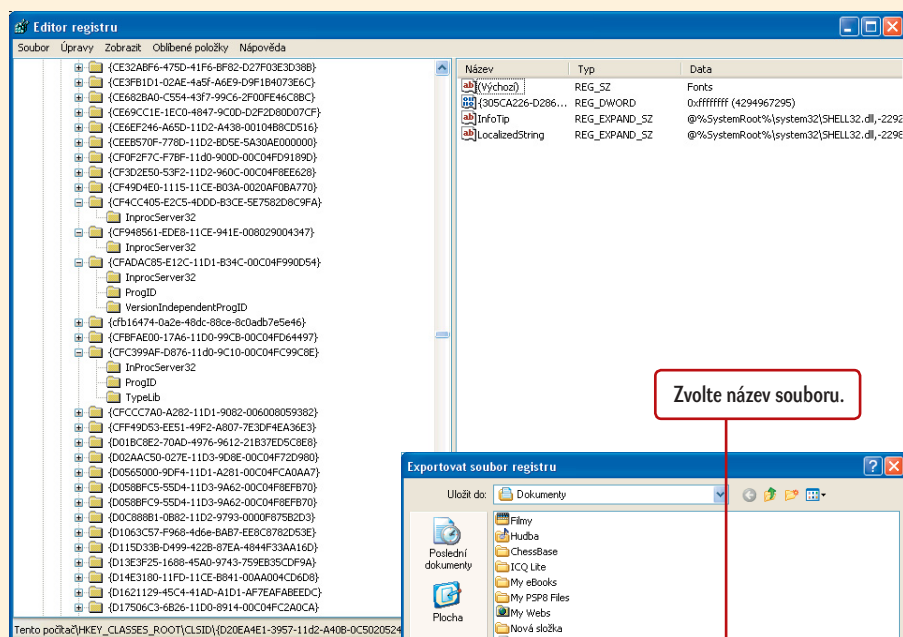 Editor registru
Soubor Úpravy Zobrazit Oblíbené položky Nápověda
{CE32ABF6-475D-41F6-BF82-D27F03E3D38B}
{CE3FB1D1-02AE-4a5f-A6E9-D9F1B4073E6C}
{CE682BA0-C554-43f7-99C6-2F00FE46C8BC}
{CE69CC1E-1EC0-4847-9C0D-D2F2D80D07CF}
{CE6EF246-A65D-11D2-A438-00104B8CD516}
{CEEB570F-778D-11D2-BD5E-5A30AE000000}
{CF0F2F7C-F7BF-11d0-900D-00C04FD9189D}
{CF3D2E50-53F2-11D2-960C-00C04F8EE628}
{CF49D4E0-1115-11CE-B03A-0020AF0BA770}
{CF4CC405-E2C5-4DDD-B3CE-5E7582D8C9FA}
InprocServer32
{CF948561-EDE8-11CE-941E-008029004347}
InprocServer32
{CFADAC85-E12C-11D1-B34C-00C04F990D54}
InprocServer32
ProgID
VersionIndependentProgID
{cfb16474-0a2e-48dc-88ce-8c0adb7e5e46}
{CFBFAE00-17A6-11D0-99CB-00C04FD64497}
{CFC399AF-D876-11d0-9C10-00C04FC99C8E}
InProcServer32
ProgID
TypeLib
{CFCCC7A0-A282-11D1-9082-006008059382}
{CFF49D53-EE51-49F2-A807-7E3DF4EA36E3}
{D01BC8E2-70AD-4976-9612-21B37ED5C8E8}
{D02AAC50-027E-11D3-9D8E-00C04F72D980}
{D0565000-9DF4-11D1-A281-00C04FCA0AA7}
{D058BFC5-55D4-11D3-9A62-00C04F8EFB70}
{D058BFC9-55D4-11D3-9A62-00C04F8EFB70}
{D0C888B1-0B82-11D2-9793-0000F875B2D3}
{D1063C57-F968-4d6e-BAB7-EE8C8782D53E}
{D115D33B-D499-422B-87EA-4844F33AA16D}
{D13E3F25-1688-45A0-9743-759EB35CDF9A}
{D14E3180-11FD-11CE-B841-00AA004CD6D8}
{D1621129-45C4-41AD-A1D1-AF7EAFABEEDC}
{D17506C3-6B26-11D0-8914-00C04FC2A0CA}
Tento počítač\HKEY_CLASSES_ROOT\CLSID\{D20EA4E1-3957-11d2-A40B-0C5020524
Název Typ Data
(Výchozí) REG_SZ Fonts
{305CA226-D286... REG_DWORD 0xffffffff (4294967295)
InfoTip REG_EXPAND_SZ @%SystemRoot%\system32\SHELL32.dll,-2292
LocalizedString REG_EXPAND_SZ @%SystemRoot%\system32\SHELL32.dll,-2298
Zvolte název souboru.
Exportovat soubor registru
Uložit do: Dokumenty
Poslední
dokumenty
Plocha
Filmy
Hudba
ChessBase
ICQ Lite
My eBooks
My PSP8 Files
My Webs
Nová složka